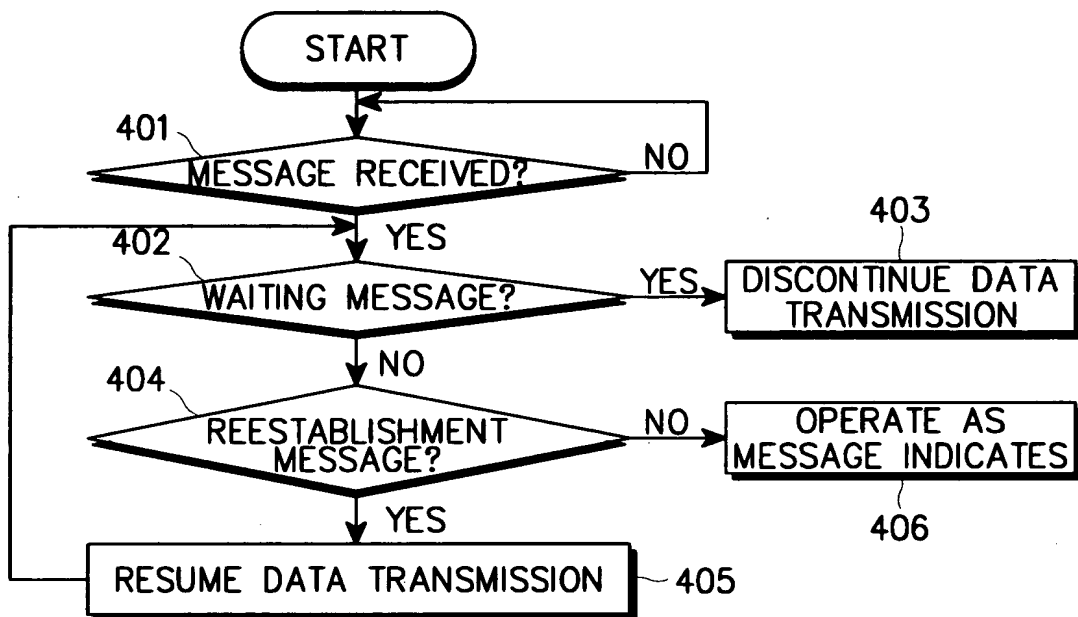 START
401
MESSAGE RECEIVED?
NO
YES
402
WAITING MESSAGE?
YES
403
DISCONTINUE DATA
TRANSMISSION
NO
404
REESTABLISHMENT
MESSAGE?
NO
OPERATE AS
MESSAGE INDICATES
406
YES
RESUME DATA TRANSMISSION
405